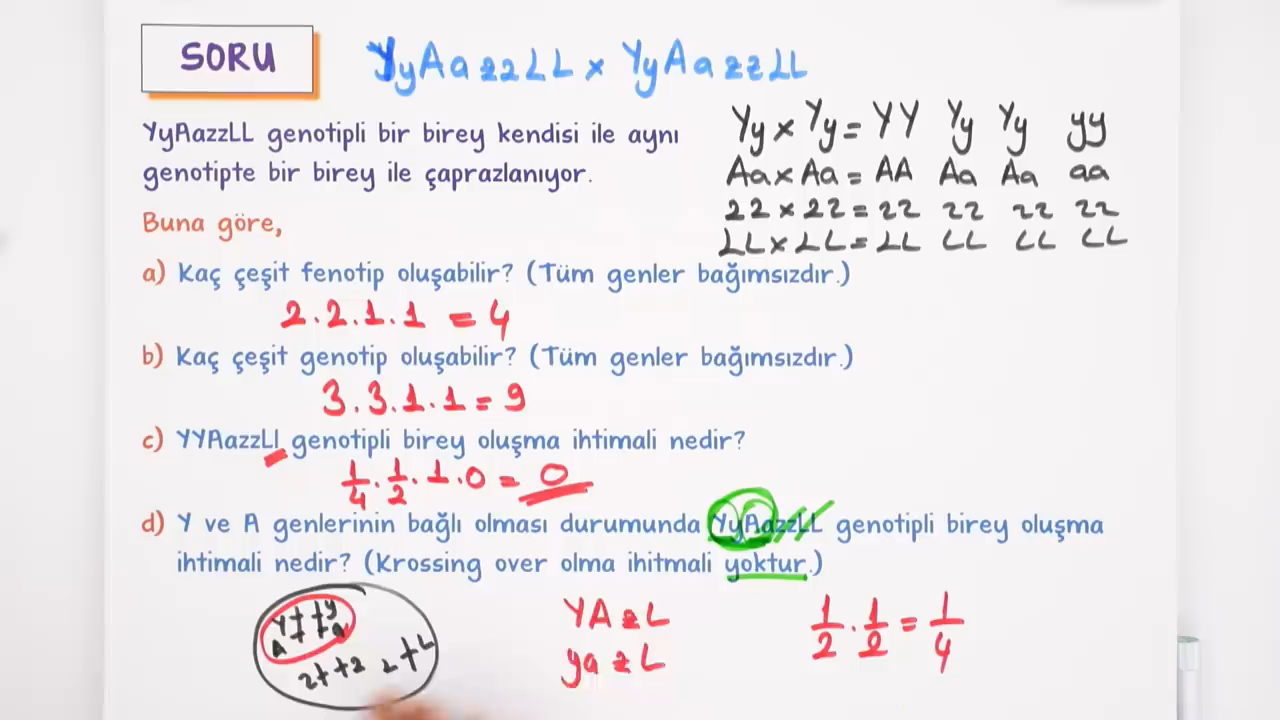 SORU
YyAazzLL x YyAazzLL
YyAazzLL genotipli bir birey kendisi ile aynı
genotipte bir birey ile çaprazlanıyor.
Yy x Yy = YY Yy Yy yy
Aa x Aa = AA Aa Aa aa
zz x zz = zz zz zz zz
LL x LL = LL LL LL LL
Buna göre,
a) Kaç çeşit fenotip oluşabilir? (Tüm genler bağımsızdır.)
2.2.1.1 = 4
b) Kaç çeşit genotip oluşabilir? (Tüm genler bağımsızdır.)
3.3.1.1 = 9
c) YYAazzLl genotipli birey oluşma ihtimali nedir?
1/4 . 1/2 . 1 . 0 = 0
d) Y ve A genlerinin bağlı olması durumunda YyAazzLL genotipli birey oluşma
ihtimali nedir? (Krossing over olma ihitmali yoktur.)
Y y
A a
z z L L
YAzL
yazL
1/2 . 1/2 = 1/4